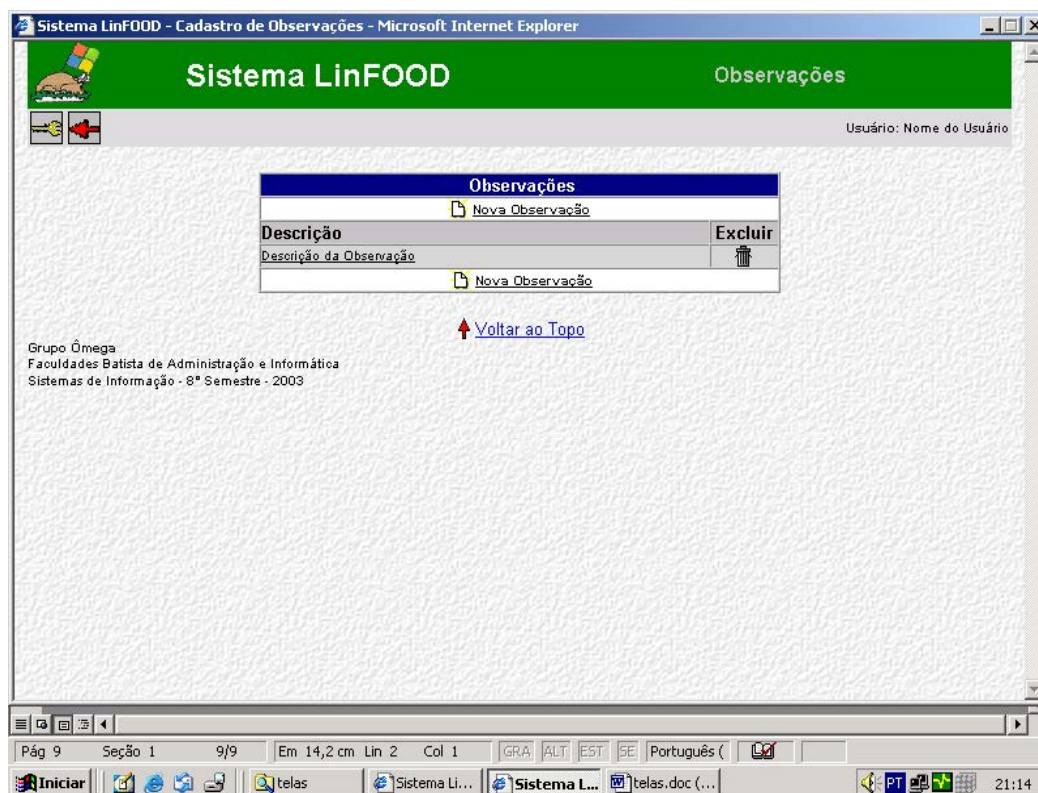 Sistema LinFOOD - Cadastro de Observações - Microsoft Internet Explorer
Sistema LinFOOD
Observações
Usuário: Nome do Usuário
Observações
Nova Observação
Descrição Excluir
Descrição da Observação
Nova Observação
Voltar ao Topo
Grupo Ômega
Faculdades Batista de Administração e Informática
Sistemas de Informação - 8º Semestre - 2003
Pág 9 Seção 1 9/9 Em 14,2 cm Lin 2 Col 1 GRA ALT EST SE Português (
Iniciar telas Sistema Li... Sistema L... telas.doc (... PT 21:14